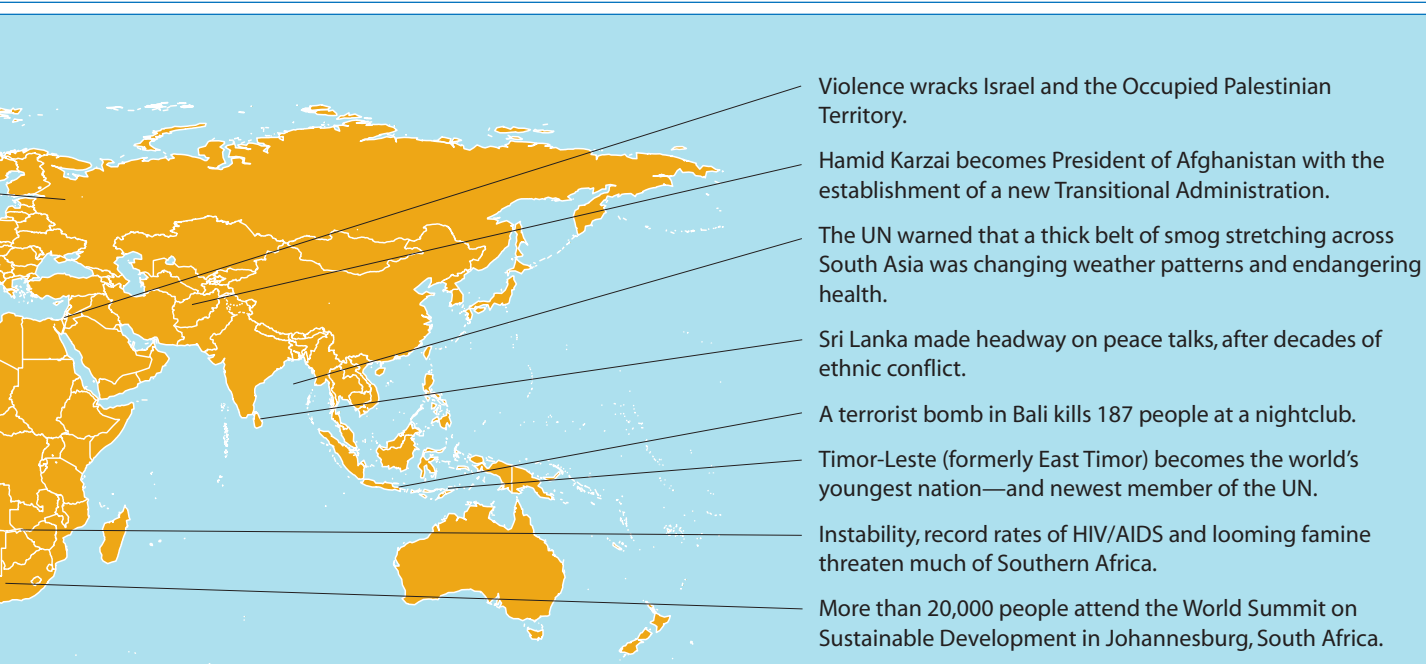 Violence wracks Israel and the Occupied Palestinian
Territory.
Hamid Karzai becomes President of Afghanistan with the
establishment of a new Transitional Administration.
The UN warned that a thick belt of smog stretching across
South Asia was changing weather patterns and endangering
health.
Sri Lanka made headway on peace talks, after decades of
ethnic conflict.
A terrorist bomb in Bali kills 187 people at a nightclub.
Timor-Leste (formerly East Timor) becomes the world's
youngest nation—and newest member of the UN.
Instability, record rates of HIV/AIDS and looming famine
threaten much of Southern Africa.
More than 20,000 people attend the World Summit on
Sustainable Development in Johannesburg, South Africa.